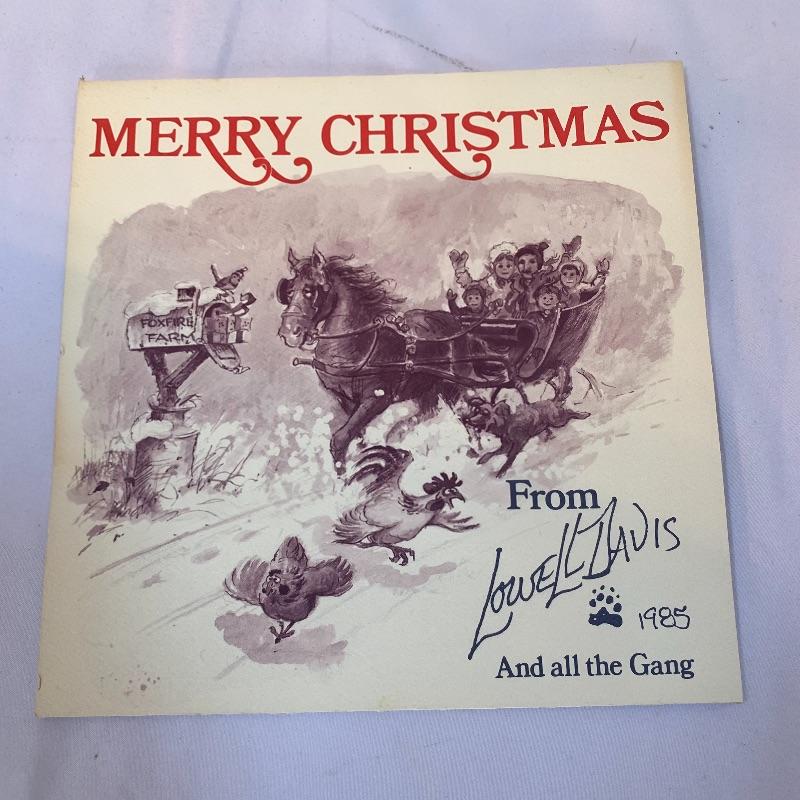 MERRY CHRISTMAS
FOXFIRE
FARM
From
LOWELL DAVIS
1985
And all the Gang